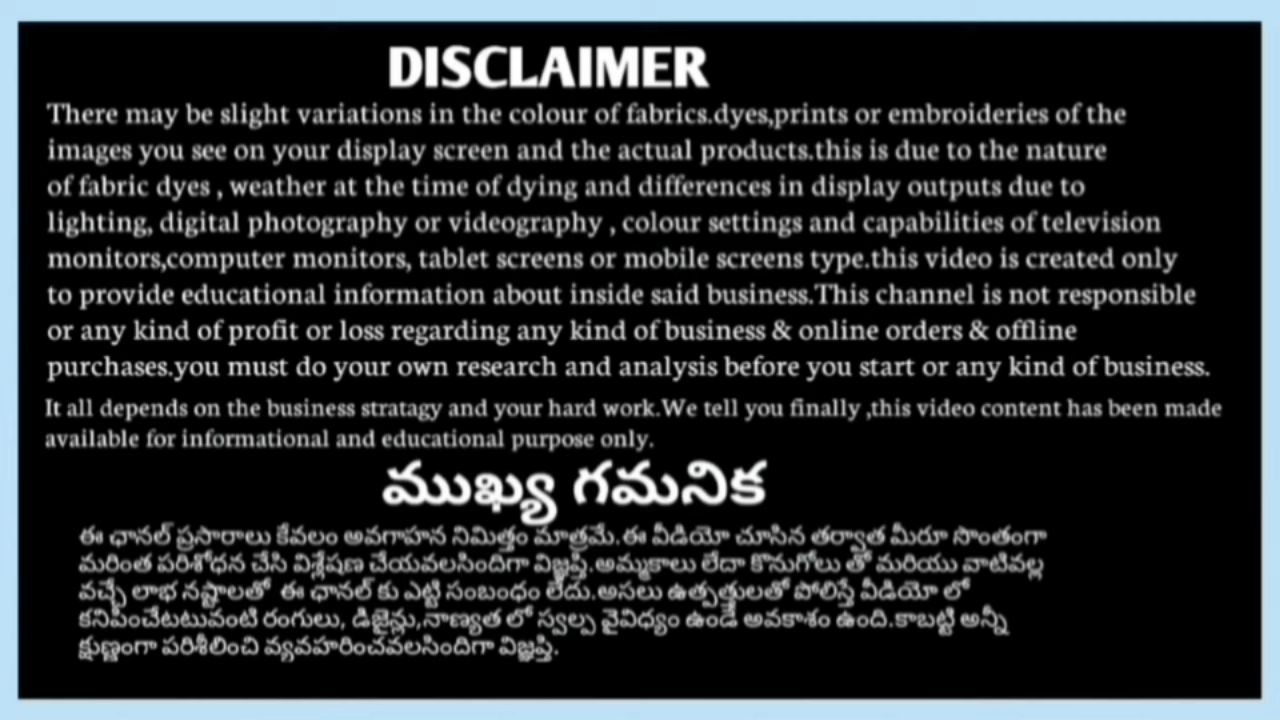 DISCLAIMER
There may be slight variations in the colour of fabrics.dyes,prints or embroideries of the
images you see on your display screen and the actual products.this is due to the nature
of fabric dyes , weather at the time of dying and differences in display outputs due to
lighting, digital photography or videography , colour settings and capabilities of television
monitors,computer monitors, tablet screens or mobile screens type.this video is created only
to provide educational information about inside said business.This channel is not responsible
or any kind of profit or loss regarding any kind of business & online orders & offline
purchases.you must do your own research and analysis before you start or any kind of business.
It all depends on the business stratagy and your hard work.We tell you finally ,this video content has been made
available for informational and educational purpose only.
ముఖ్య గమనిక
ఈ ఛానల్ ప్రసారాలు కేవలం అవగాహన నిమిత్తం మాత్రమే.ఈ వీడియో చూసిన తర్వాత మీరూ సొంతంగా
మరింత పరిశోధన చేసి విశ్లేషణ చేయవలసిందిగా విజ్ఞప్తి.అమ్మకాలు లేదా కొనుగోలు తో మరియు వాటివల్ల
వచ్చే లాభ నష్టాలతో ఈ ఛానల్ కు ఎట్టి సంబంధం లేదు.అసలు ఉత్పత్తులతో పోలిస్తే వీడియో లో
కనిపించేటటువంటి రంగులు, డిజైన్లు,నాణ్యత లో స్వల్ప వైవిధ్యం ఉండే అవకాశం ఉంది.కాబట్టి అన్నీ
క్షుణ్ణంగా పరిశీలించి వ్యవహరించవలసిందిగా విజ్ఞప్తి.